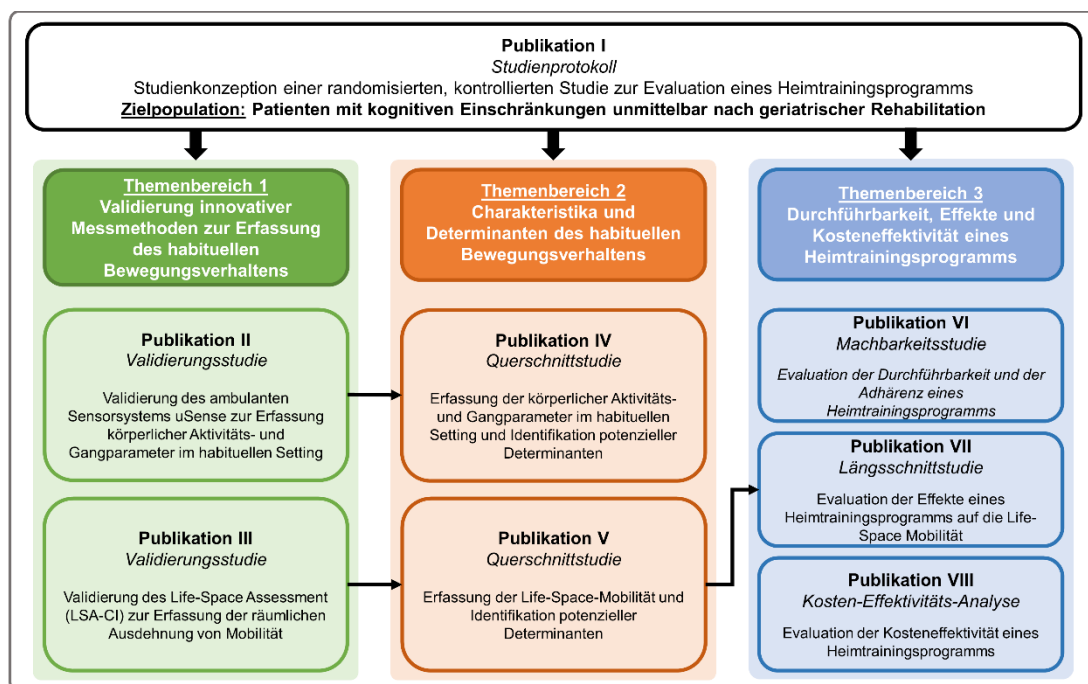 Publikation I
Studienprotokoll
Studienkonzeption einer randomisierten, kontrollierten Studie zur Evaluation eines Heimtrainingsprogramms
Zielpopulation: Patienten mit kognitiven Einschränkungen unmittelbar nach geriatrischer Rehabilitation
Themenbereich 1
Validierung innovativer
Messmethoden zur Erfassung
des habituellen
Bewegungsverhaltens
Publikation II
Validierungsstudie
Validierung des ambulanten
Sensorsystems uSense zur Erfassung
körperlicher Aktivitäts- und
Gangparameter im habituellen Setting
Publikation III
Validierungsstudie
Validierung des Life-Space Assessment
(LSA-CI) zur Erfassung der räumlichen
Ausdehnung von Mobilität
Themenbereich 2
Charakteristika und
Determinanten des habituellen
Bewegungsverhaltens
Publikation IV
Querschnittstudie
Erfassung der körperlicher Aktivitäts-
und Gangparameter im habituellen
Setting und Identifikation potenzieller
Determinanten
Publikation V
Querschnittstudie
Erfassung der Life-Space-Mobilität und
Identifikation potenzieller
Determinanten
Themenbereich 3
Durchführbarkeit, Effekte und
Kosteneffektivität eines
Heimtrainingsprogramms
Publikation VI
Machbarkeitsstudie
Evaluation der Durchführbarkeit und der
Adhärenz eines
Heimtrainingsprogramms
Publikation VII
Längsschnittstudie
Evaluation der Effekte eines
Heimtrainingsprogramms auf die Life-
Space Mobilität
Publikation VIII
Kosten-Effektivitäts-Analyse
Evaluation der Kosteneffektivität eines
Heimtrainingsprogramms